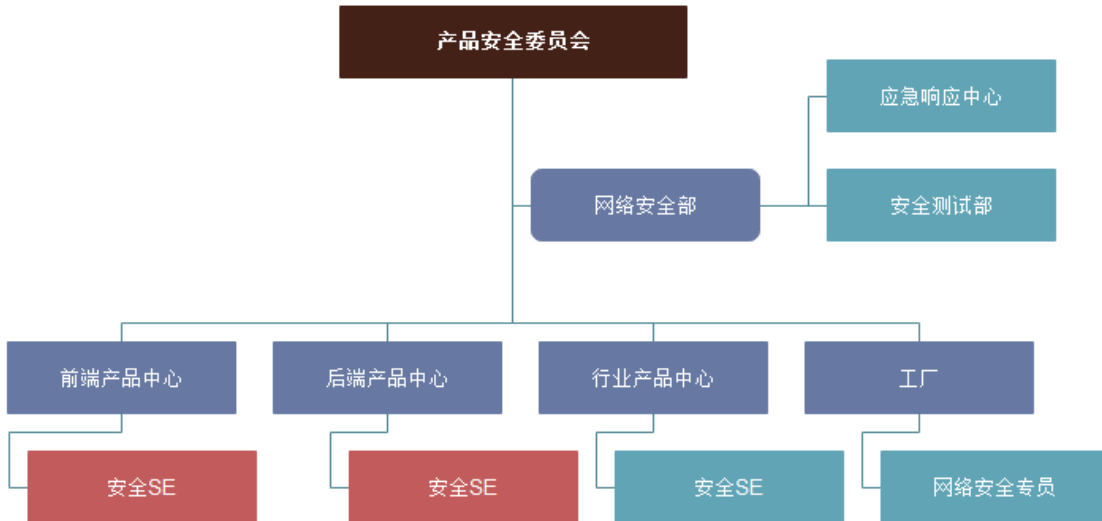 产品安全委员会
应急响应中心
网络安全部
安全测试部
前端产品中心
后端产品中心
行业产品中心
工厂
安全SE
安全SE
安全SE
网络安全专员